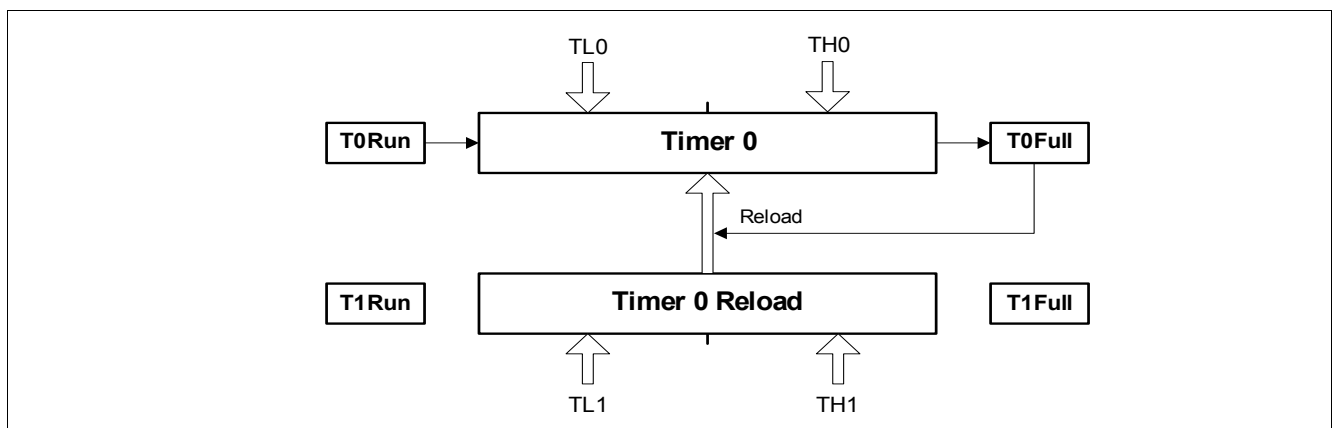 TL0 TH0
T0Run Timer 0 T0Full
Reload
T1Run Timer 0 Reload T1Full
TL1 TH1